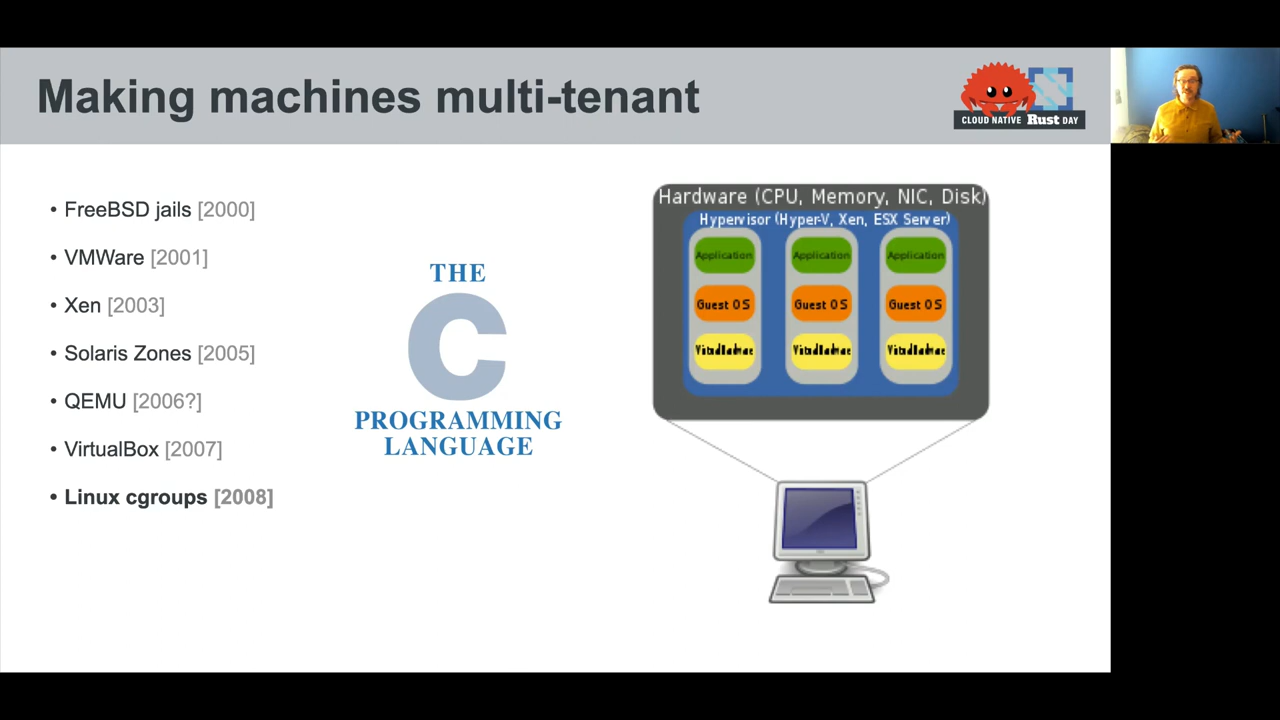 Making machines multi-tenant
CLOUD NATIVE Rust DAY
• FreeBSD jails [2000]
• VMWare [2001]
• Xen [2003]
• Solaris Zones [2005]
• QEMU [2006?]
• VirtualBox [2007]
• Linux cgroups [2008]
THE
C
PROGRAMMING
LANGUAGE
Hardware (CPU, Memory, NIC, Disk)
Hypervisor (Hyper-V, Xen, ESX Server)
Application Application Application
Guest OS Guest OS Guest OS